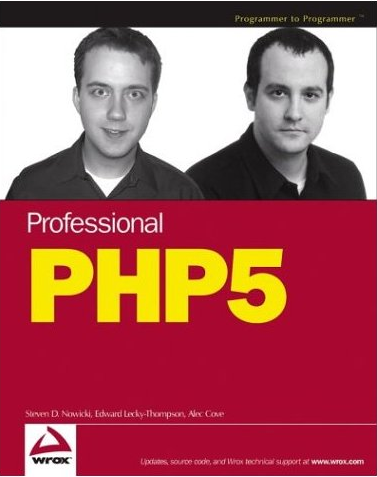 Programmer to Programmer™
Professional
PHP5
Steven D. Nowicki, Edward Lecky-Thompson, Alec Cove
wrox™
Updates, source code, and Wrox technical support at www.wrox.com